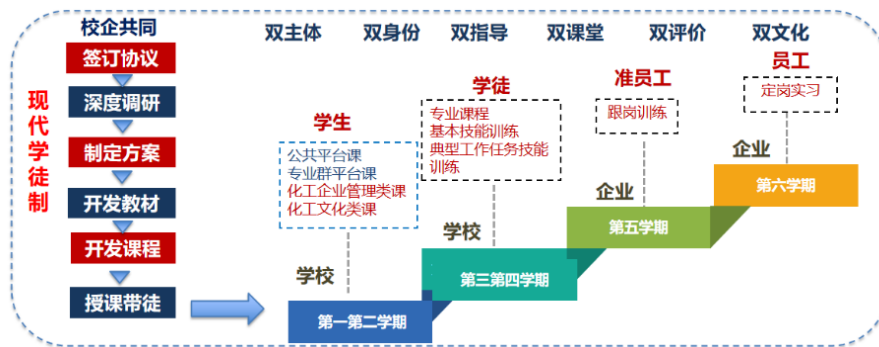 校企共同
双主体
双身份
双指导
双课堂
双评价
双文化
现代学徒制
签订协议
深度调研
制定方案
开发教材
开发课程
授课带徒
学生
公共平台课
专业群平台课
化工企业管理类课
化工文化类课
学校
第一第二学期
学徒
专业课程
基本技能训练
典型工作任务技能
训练
学校
第三第四学期
准员工
跟岗训练
企业
第五学期
员工
定岗实习
企业
第六学期